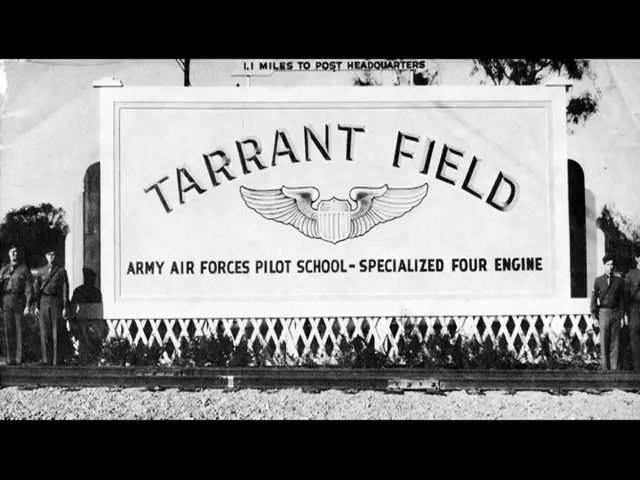 1.1 MILES TO POST HEADQUARTERS
TARRANT FIELD
ARMY AIR FORCES PILOT SCHOOL - SPECIALIZED FOUR ENGINE